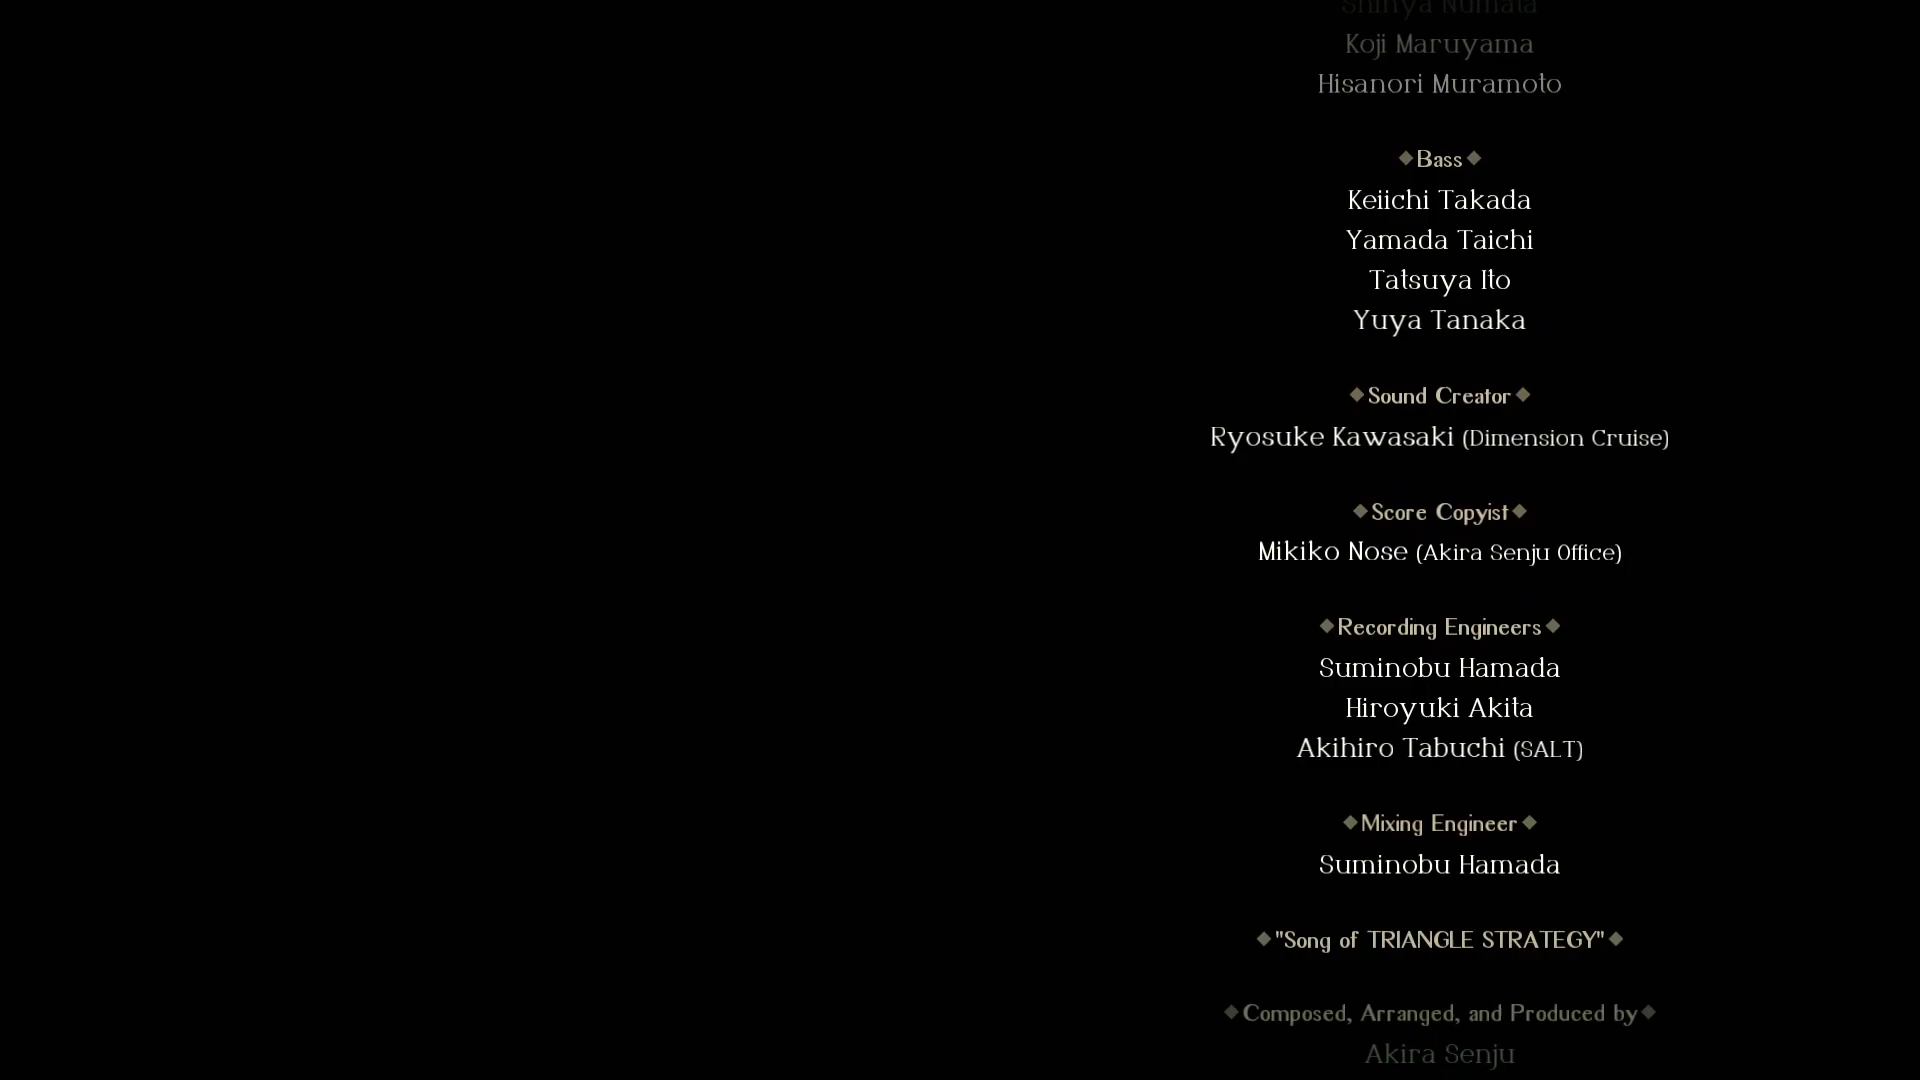 Shinya Numata
Koji Maruyama
Hisanori Muramoto
◆Bass◆
Keiichi Takada
Yamada Taichi
Tatsuya Ito
Yuya Tanaka
◆Sound Creator◆
Ryosuke Kawasaki (Dimension Cruise)
◆Score Copyist◆
Mikiko Nose (Akira Senju Office)
◆Recording Engineers◆
Suminobu Hamada
Hiroyuki Akita
Akihiro Tabuchi (SALT)
◆Mixing Engineer◆
Suminobu Hamada
◆"Song of TRIANGLE STRATEGY"◆
◆Composed, Arranged, and Produced by◆
Akira Senju